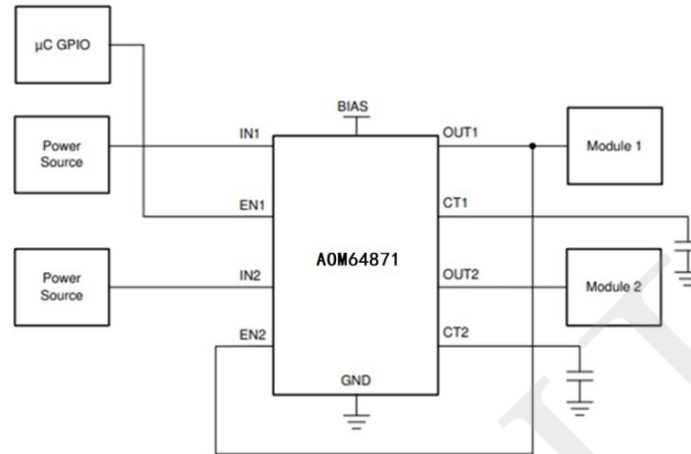 µC GPIO
BIAS
Power
Source
IN1
OUT1
Module 1
EN1
CT1
AOM64871
Power
Source
IN2
OUT2
Module 2
EN2
CT2
GND